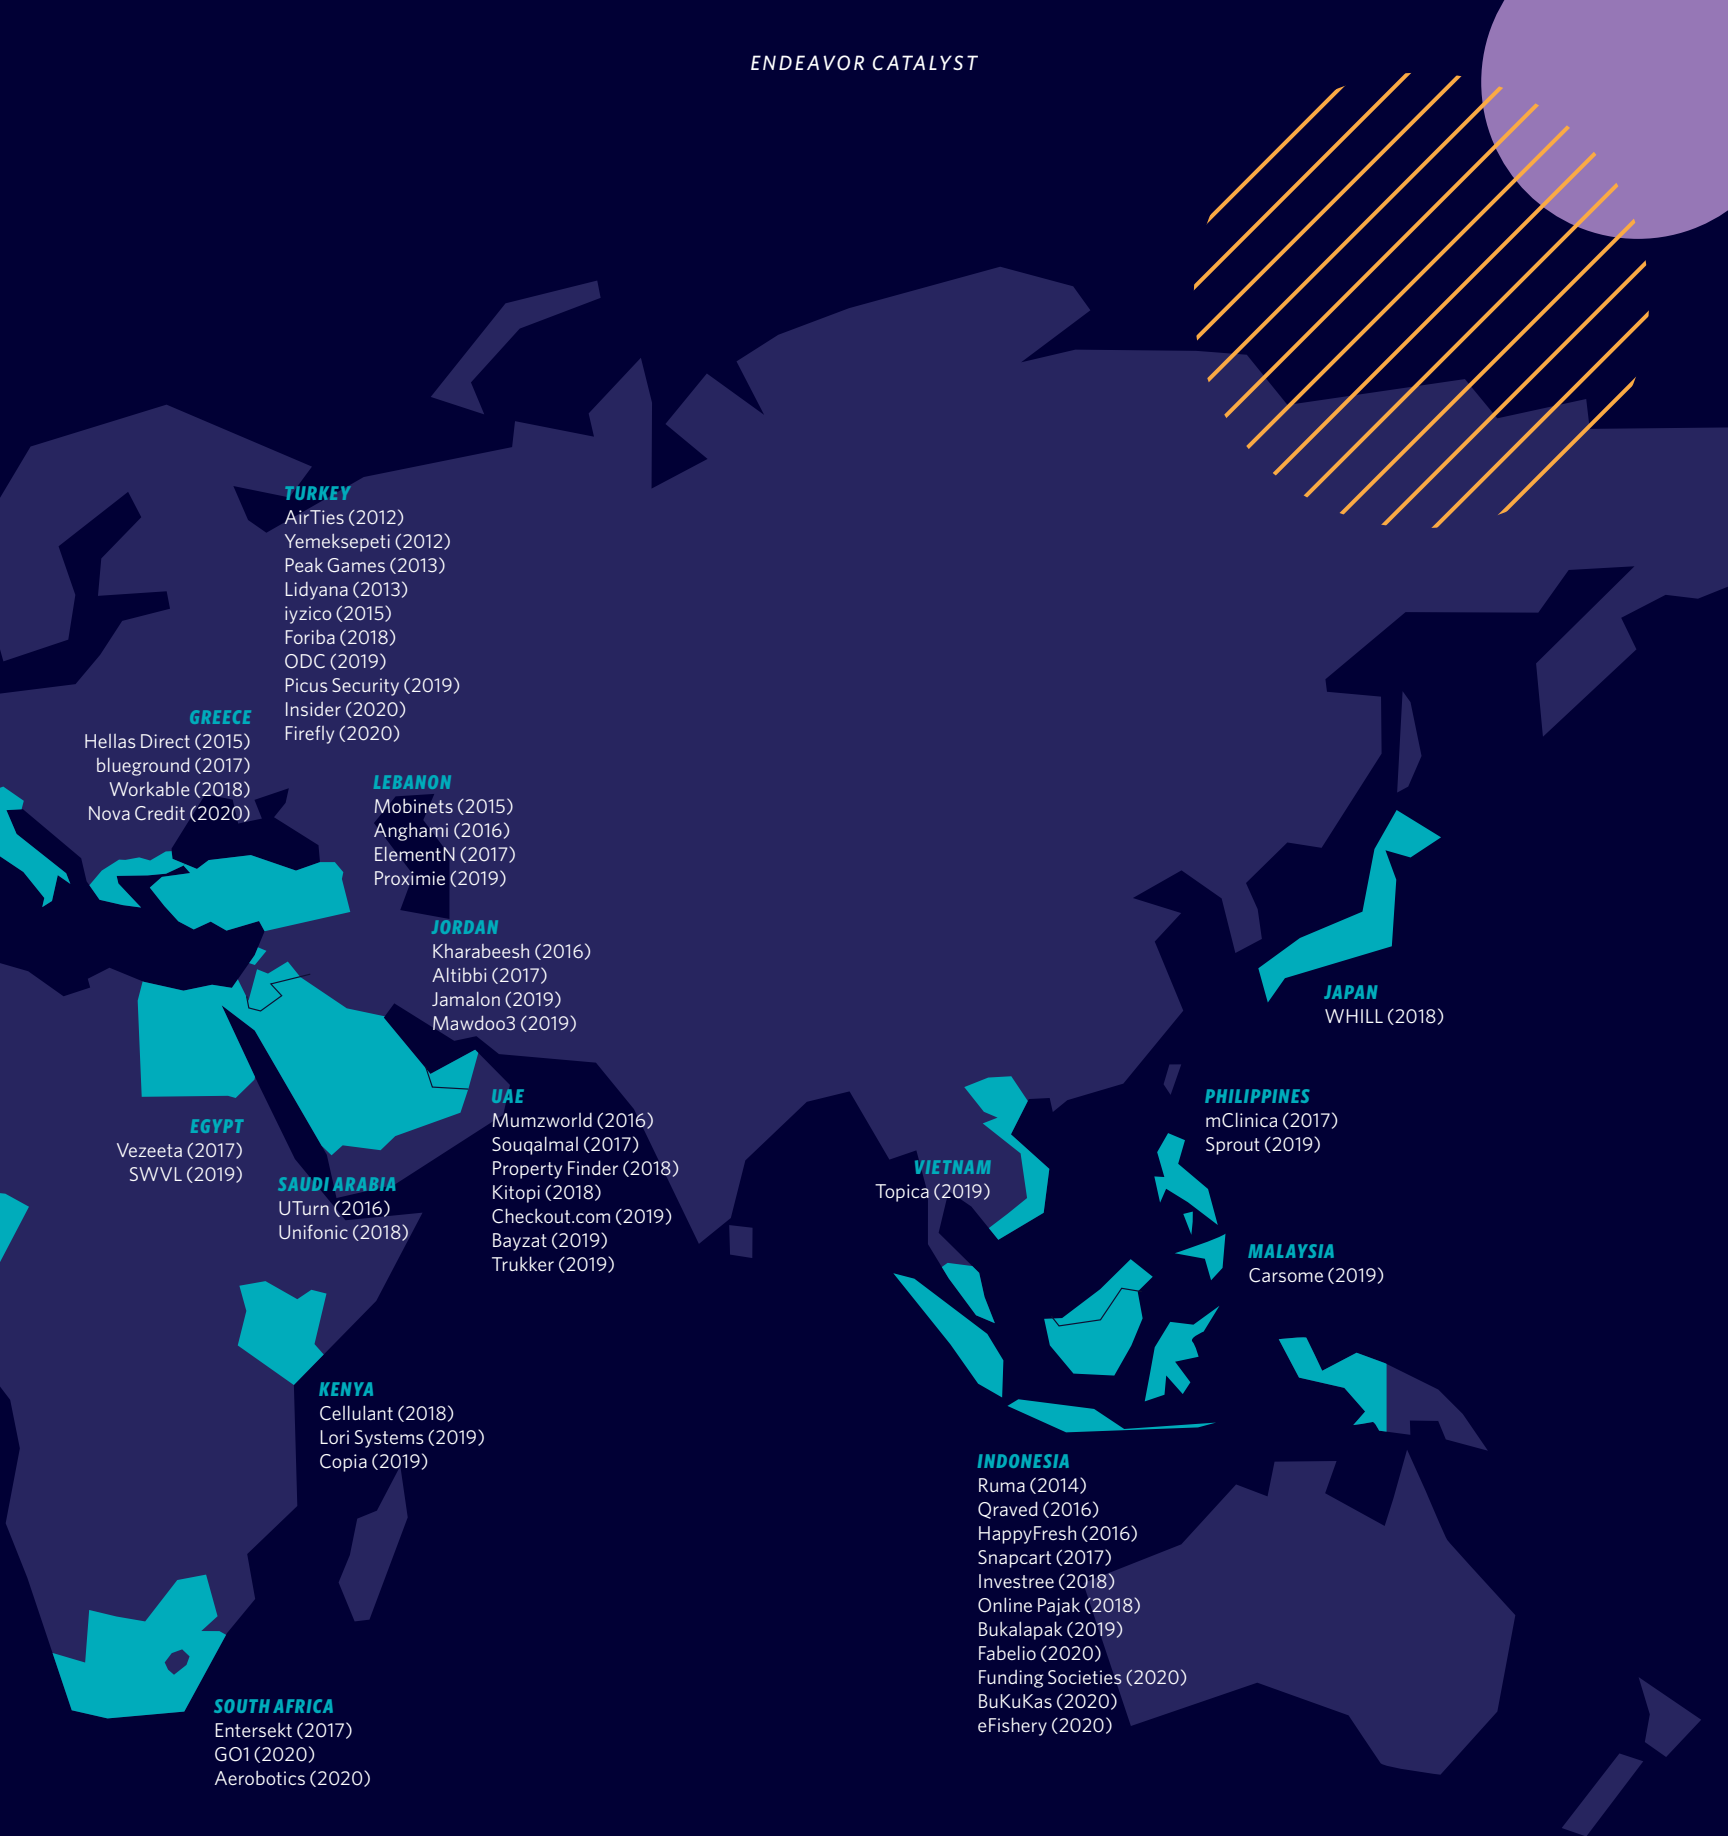 ENDEAVOR CATALYST
TURKEY
AirTies (2012)
Yemeksepeti (2012)
Peak Games (2013)
Lidyana (2013)
iyzico (2015)
Foriba (2018)
ODC (2019)
Picus Security (2019)
Insider (2020)
Firefly (2020)
GREECE
Hellas Direct (2015)
blueground (2017)
Workable (2018)
Nova Credit (2020)
LEBANON
Mobinets (2015)
Anghami (2016)
ElementN (2017)
Proximie (2019)
JORDAN
Kharabeesh (2016)
Altibbi (2017)
Jamalon (2019)
Mawdoo3 (2019)
JAPAN
WHILL (2018)
UAE
Mumzworld (2016)
Souqalmal (2017)
Property Finder (2018)
Kitopi (2018)
Checkout.com (2019)
Bayzat (2019)
Trukker (2019)
PHILIPPINES
mClinica (2017)
Sprout (2019)
EGYPT
Vezeeta (2017)
SWVL (2019)
VIETNAM
Topica (2019)
SAUDI ARABIA
UTurn (2016)
Unifonic (2018)
MALAYSIA
Carsome (2019)
KENYA
Cellulant (2018)
Lori Systems (2019)
Copia (2019)
INDONESIA
Ruma (2014)
Qraved (2016)
HappyFresh (2016)
Snapcart (2017)
Investree (2018)
Online Pajak (2018)
Bukalapak (2019)
Fabelio (2020)
Funding Societies (2020)
BuKuKas (2020)
eFishery (2020)
SOUTH AFRICA
Entersekt (2017)
GO1 (2020)
Aerobotics (2020)